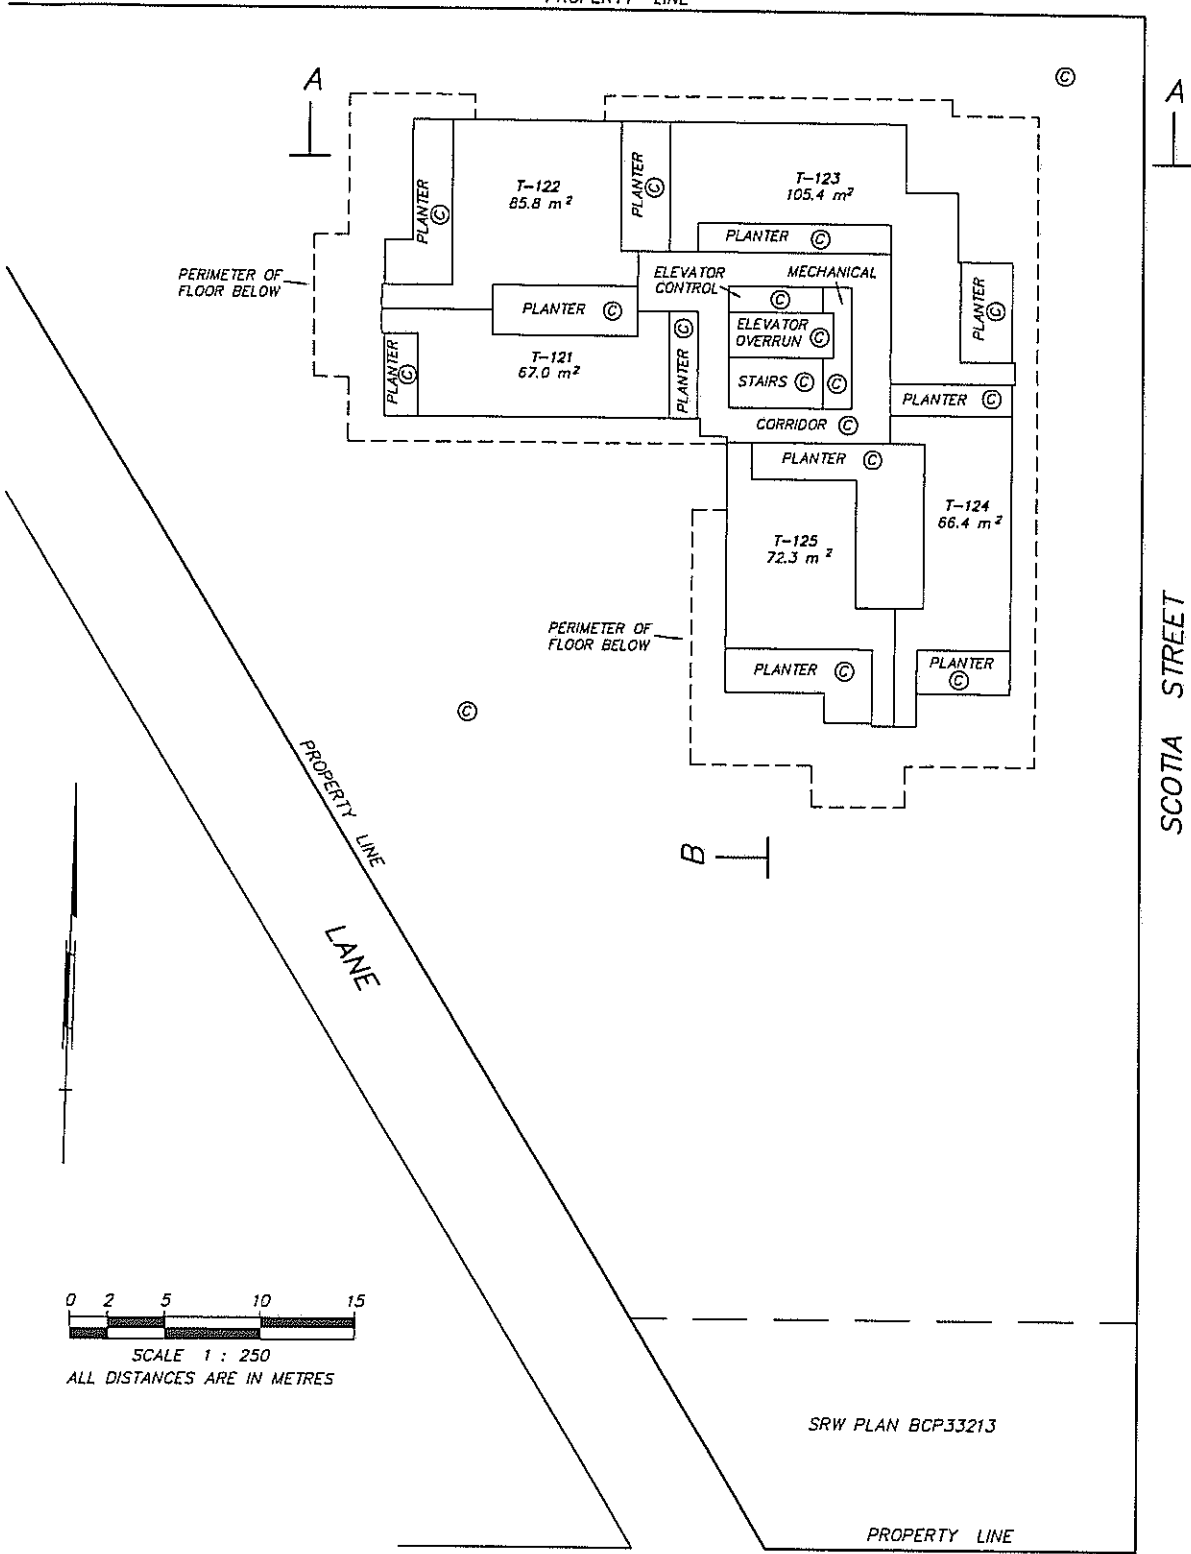 PROPERTY LINE
A
A
©
T-122
85.8 m²
T-123
105.4 m²
PLANTER ©
PLANTER ©
PLANTER ©
PERIMETER OF
FLOOR BELOW
ELEVATOR
CONTROL
©
MECHANICAL
©
PLANTER ©
PLANTER ©
ELEVATOR
OVERRUN ©
T-121
67.0 m²
PLANTER ©
PLANTER ©
STAIRS ©
PLANTER ©
CORRIDOR ©
PLANTER ©
T-124
66.4 m²
T-125
72.3 m²
PERIMETER OF
FLOOR BELOW
PLANTER ©
PLANTER
©
©
SCOTIA STREET
PROPERTY LINE
B
LANE
0 2 5 10 15
SCALE 1 : 250
ALL DISTANCES ARE IN METRES
SRW PLAN BCP33213
PROPERTY LINE